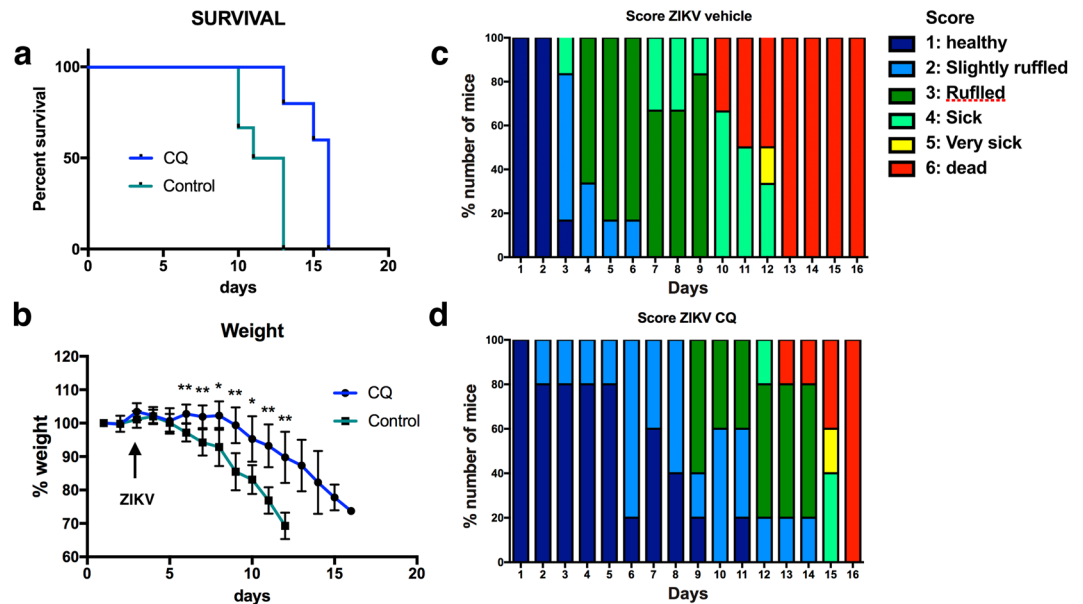 SURVIVAL
a
Percent survival
100
50
0
CQ
Control
0 5 10 15 20
days
b
Weight
% weight
120
110
100
90
80
70
60
** ** * ** * ** **
CQ
Control
ZIKV
0 5 10 15 20
days
c
Score ZIKV vehicle
% number of mice
100
80
60
40
20
0
1 2 3 4 5 6 7 8 9 10 11 12 13 14 15 16
Days
Score
1: healthy
2: Slightly ruffled
3: Ruflled
4: Sick
5: Very sick
6: dead
d
Score ZIKV CQ
% number of mice
100
80
60
40
20
0
1 2 3 4 5 6 7 8 9 10 11 12 13 14 15 16
Days